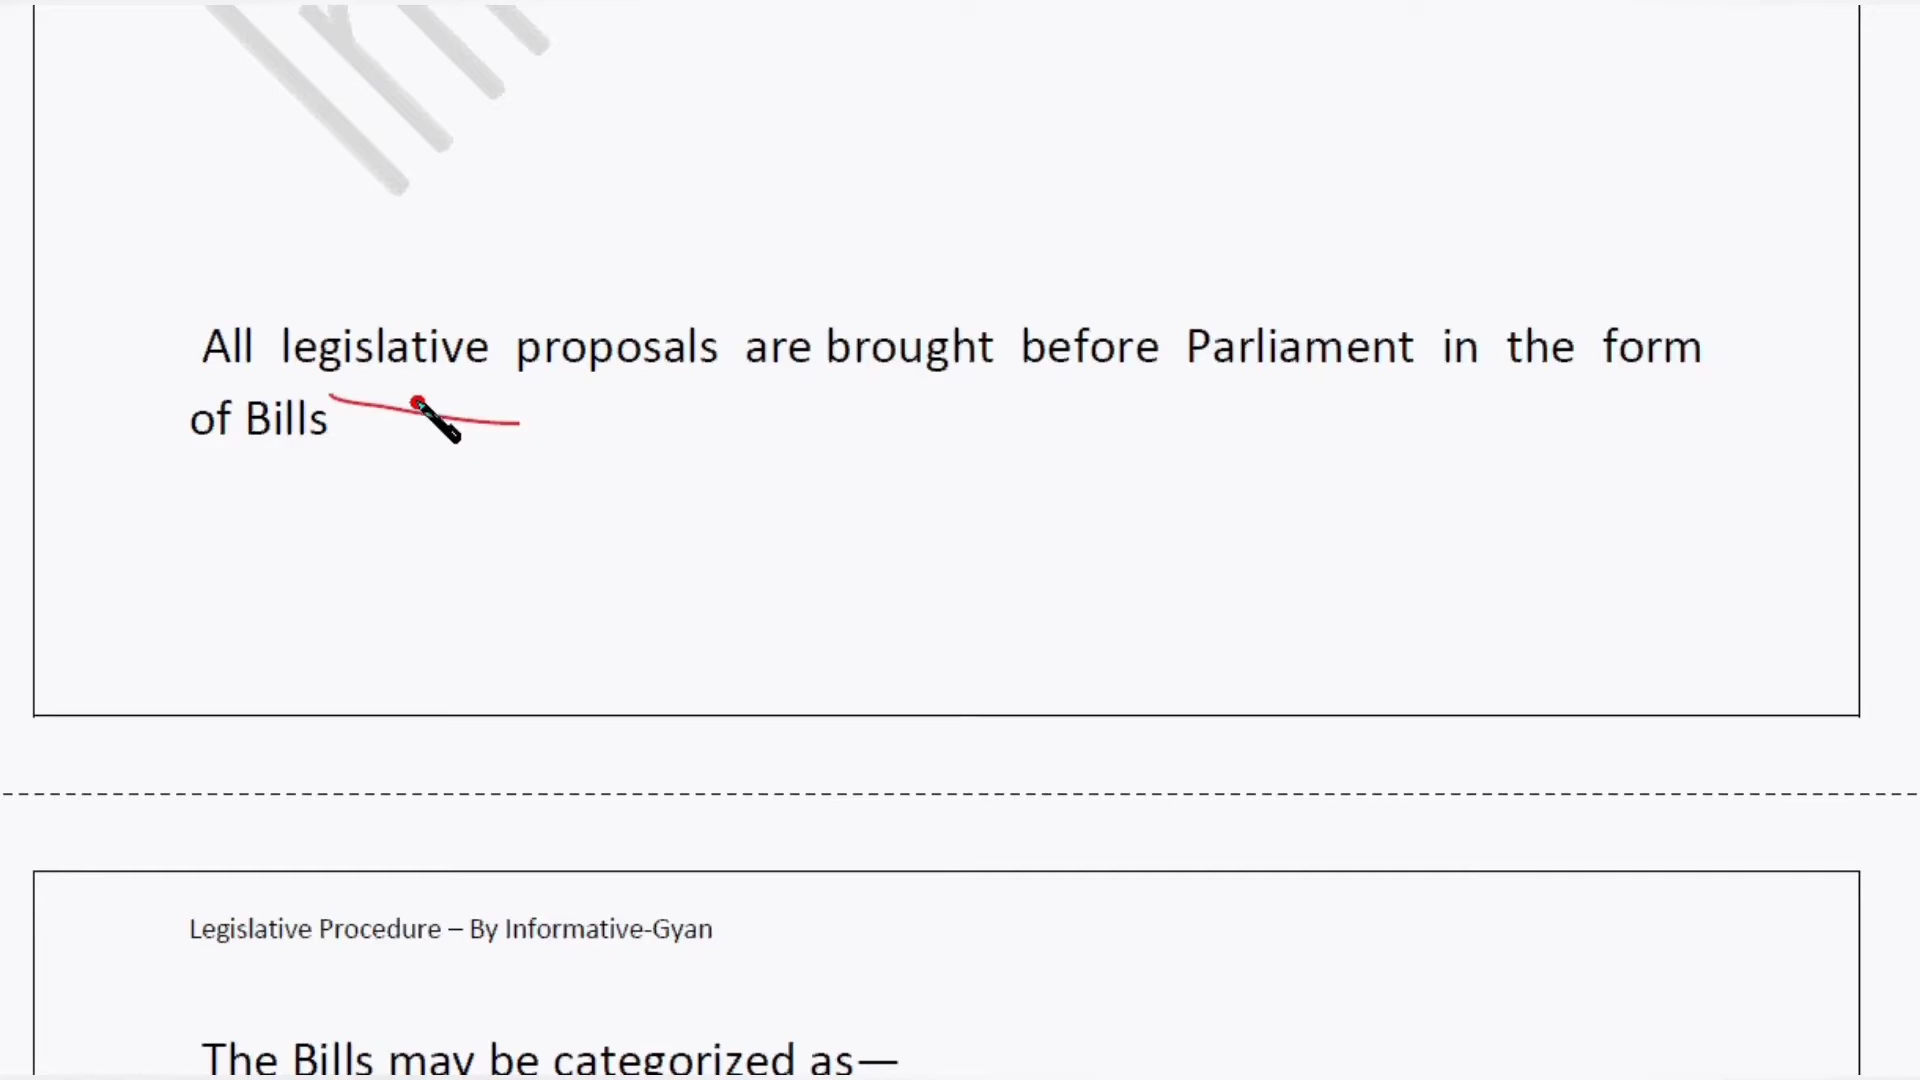 All legislative proposals are brought before Parliament in the form
of Bills
Legislative Procedure – By Informative-Gyan
The Bills may be categorized as—